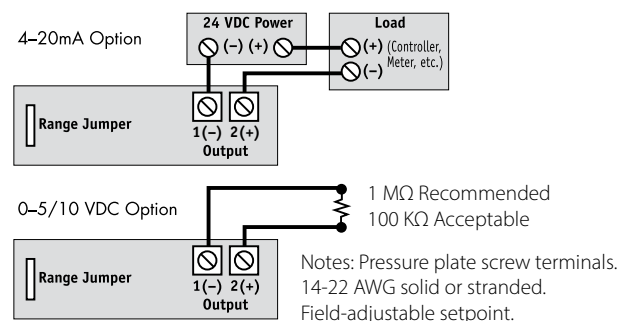 24 VDC Power
Load
4–20mA Option
(–) (+)
(+) (Controller,
Meter, etc.)
(–)
Range Jumper
1(–) 2(+)
Output
0–5/10 VDC Option
1 MΩ Recommended
100 KΩ Acceptable
Range Jumper
1(–) 2(+)
Output
Notes: Pressure plate screw terminals.
14-22 AWG solid or stranded.
Field-adjustable setpoint.